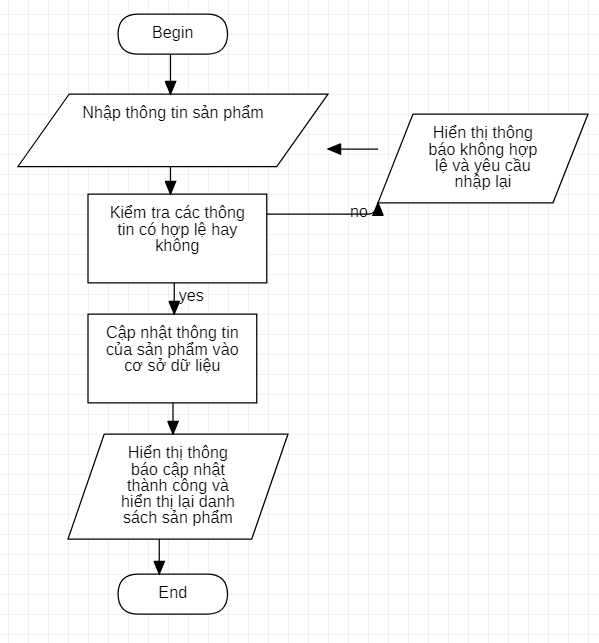 Begin
Nhập thông tin sản phẩm
Hiển thị thông
báo không hợp
lệ và yêu cầu
nhập lại
Kiểm tra các thông
tin có hợp lệ hay
không
no
yes
Cập nhật thông tin
của sản phẩm vào
cơ sở dữ liệu
Hiển thị thông
báo cập nhật
thành công và
hiển thị lại danh
sách sản phẩm
End